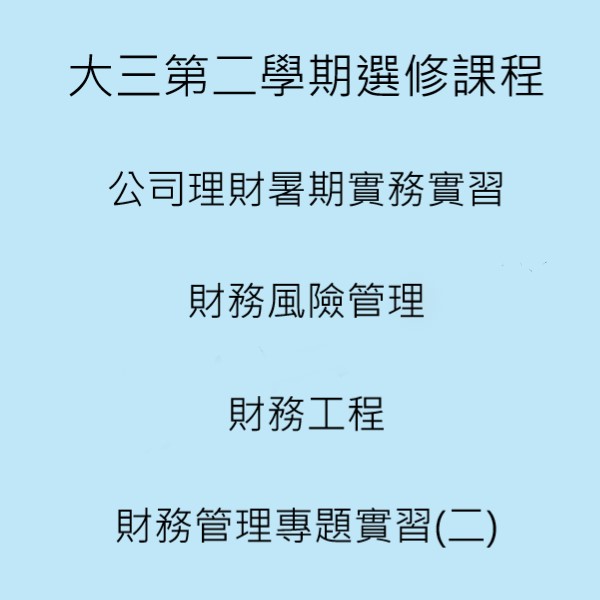 大三第二學期選修課程
公司理財暑期實務實習
財務風險管理
財務工程
財務管理專題實習(二)